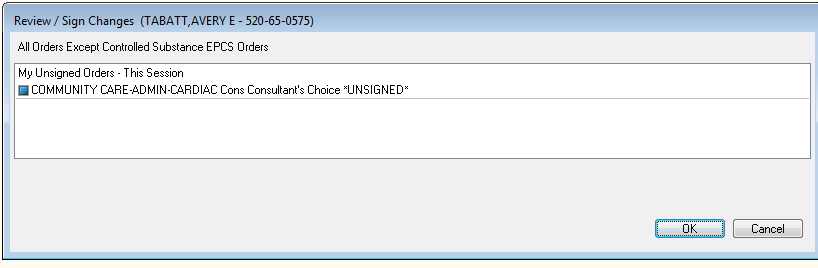 Review / Sign Changes (TABATT,AVERY E - 520-65-0575)
All Orders Except Controlled Substance EPCS Orders
My Unsigned Orders - This Session
COMMUNITY CARE-ADMIN-CARDIAC Cons Consultant's Choice *UNSIGNED*
OK Cancel